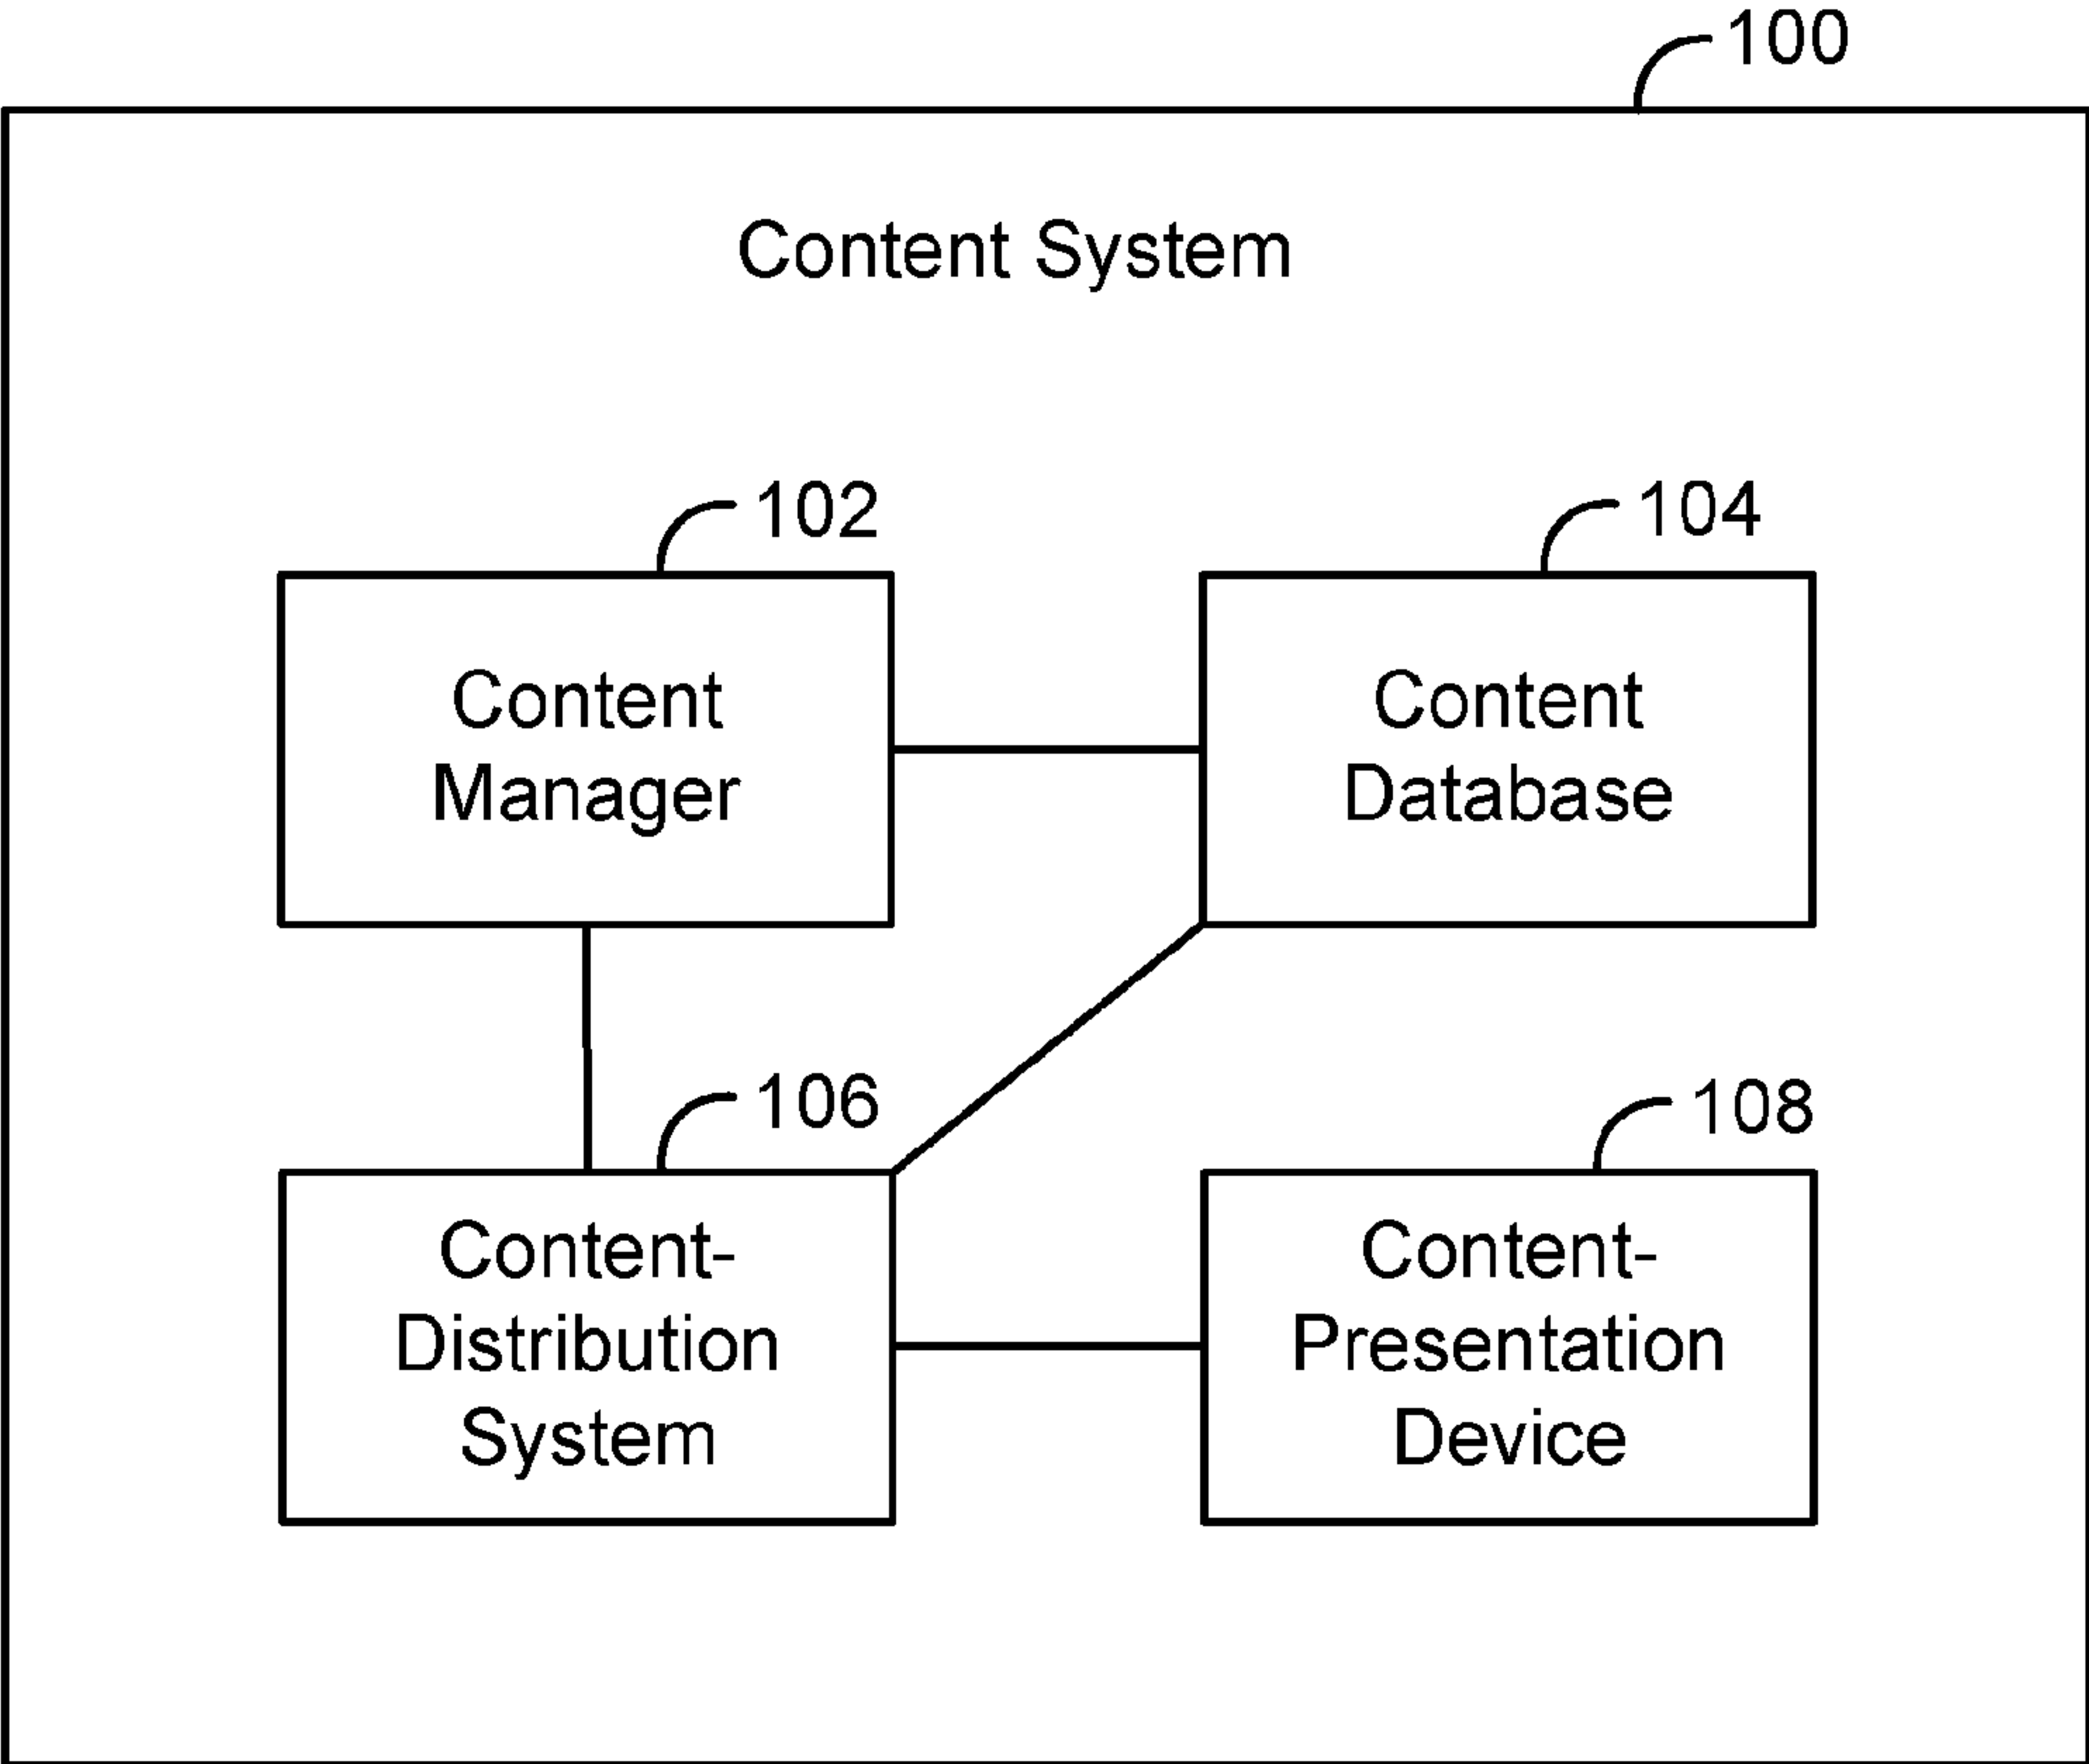 100
Content System
102
104
Content
Manager
Content
Database
106
108
Content-
Distribution
System
Content-
Presentation
Device